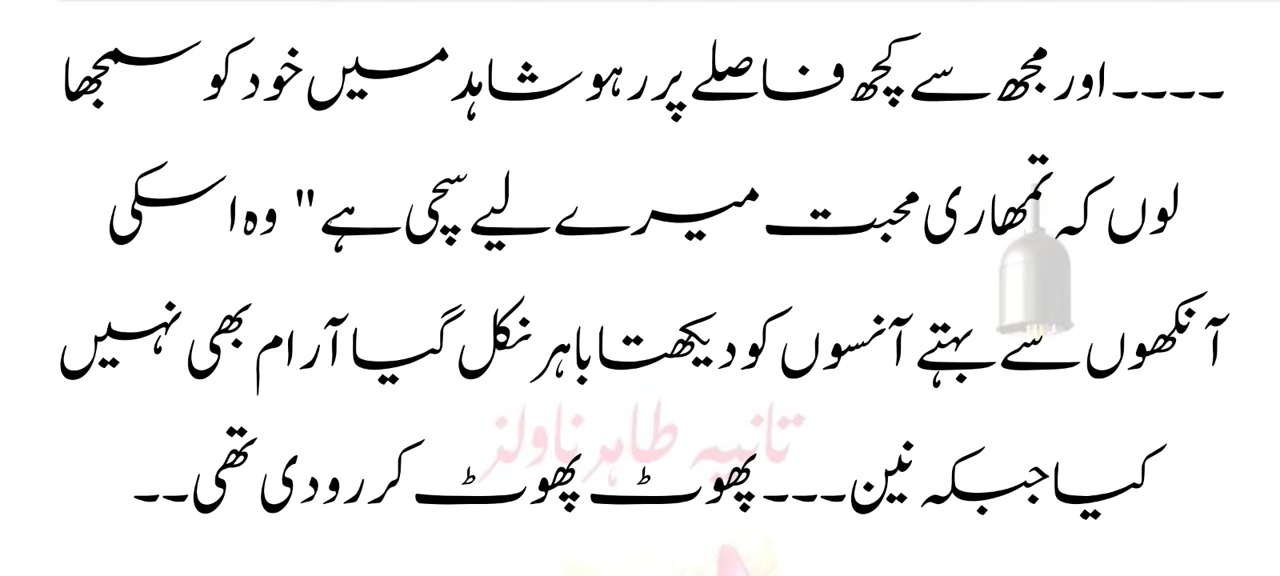 ۔۔۔۔اور مجھ سے کچھ فاصلے پر رہو شاہد میں خود کو سمجھا
لوں کہ تمھاری محبت میرے لیے سچی ہے" وہ اسکی
آنکھوں سے بہتے آنسوں کو دیکھتا باہر نکل گیا آرام بھی نہیں
تانیہ طاہر ناولز
کیا جبکہ نین۔۔۔ پھوٹ پھوٹ کر رو دی تھی۔۔